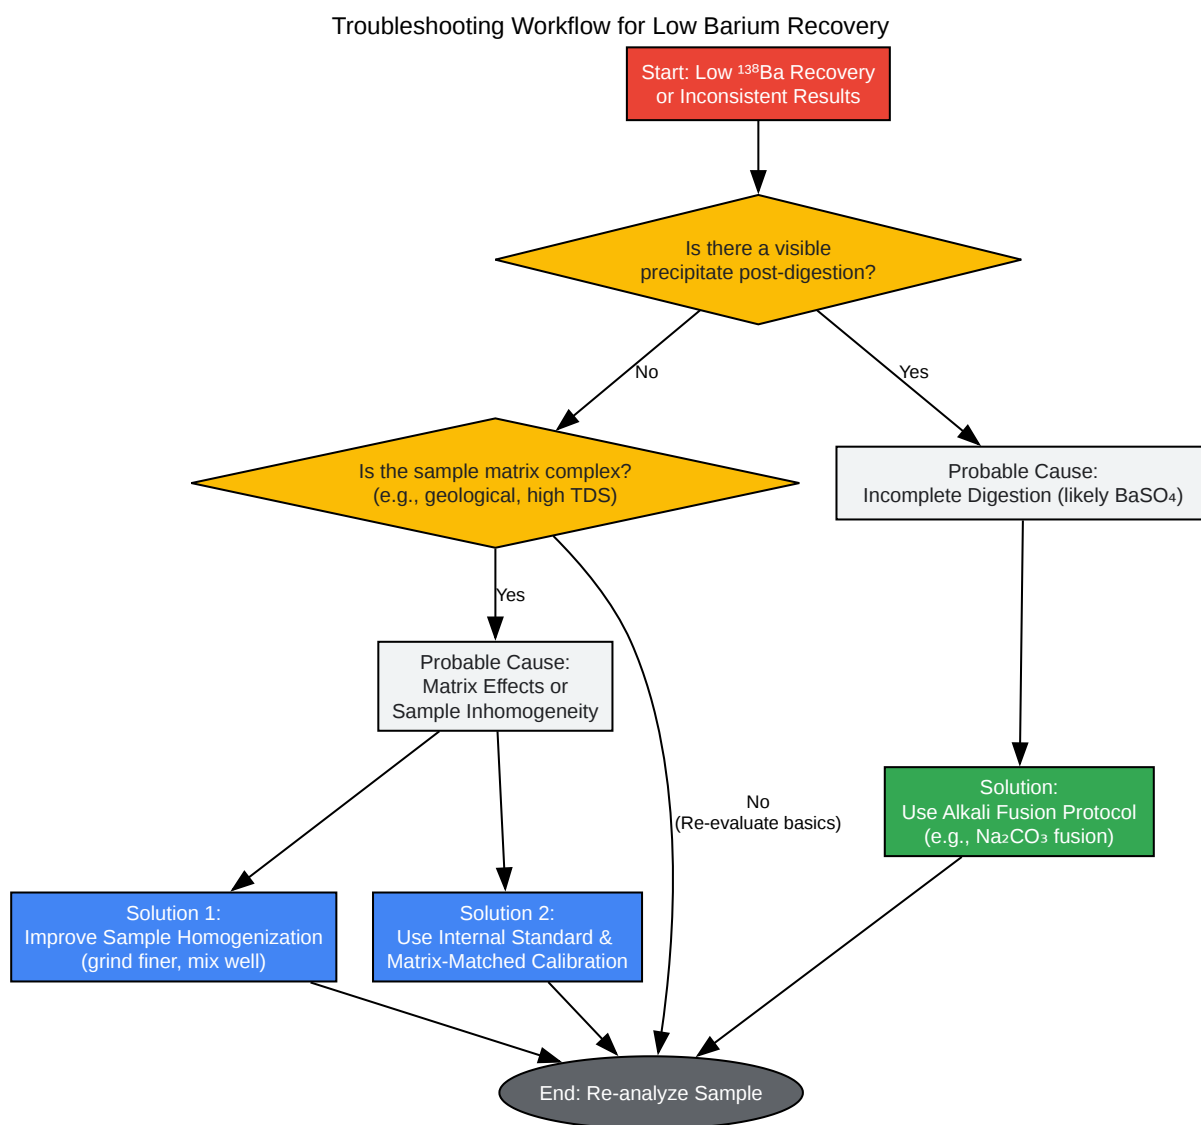 Troubleshooting Workflow for Low Barium Recovery
Start: Low ¹³⁸Ba Recovery
or Inconsistent Results
Is there a visible
precipitate post-digestion?
No
Yes
Is the sample matrix complex?
(e.g., geological, high TDS)
Probable Cause:
Incomplete Digestion (likely BaSO₄)
Yes
Probable Cause:
Matrix Effects or
Sample Inhomogeneity
No
(Re-evaluate basics)
Solution:
Use Alkali Fusion Protocol
(e.g., Na₂CO₃ fusion)
Solution 1:
Improve Sample Homogenization
(grind finer, mix well)
Solution 2:
Use Internal Standard &
Matrix-Matched Calibration
End: Re-analyze Sample